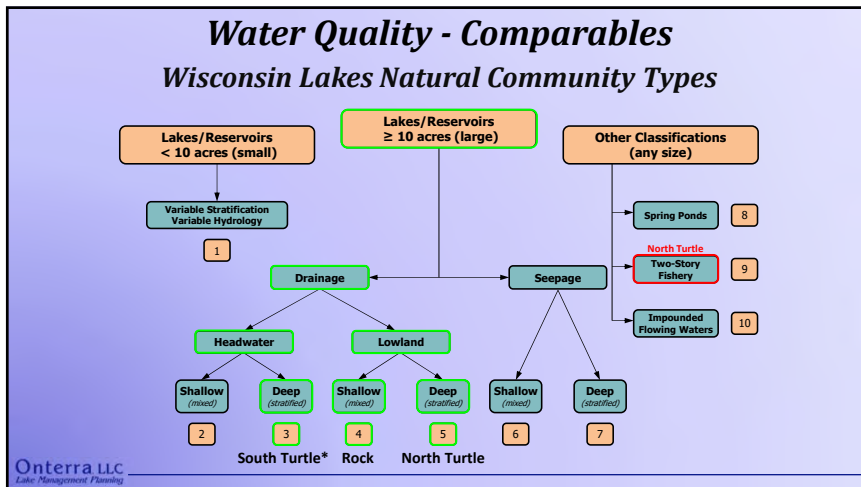 Water Quality - Comparables
Wisconsin Lakes Natural Community Types
Lakes/Reservoirs
< 10 acres (small)
Lakes/Reservoirs
≥ 10 acres (large)
Other Classifications
(any size)
Variable Stratification
Variable Hydrology
1
Spring Ponds
8
North Turtle
Two-Story
Fishery
9
Impounded
Flowing Waters
10
Drainage
Seepage
Headwater
Lowland
Shallow
(mixed)
2
Deep
(stratified)
3
South Turtle*
Shallow
(mixed)
4
Rock
Deep
(stratified)
5
North Turtle
Shallow
(mixed)
6
Deep
(stratified)
7
Onterra LLC
Lake Management Planning